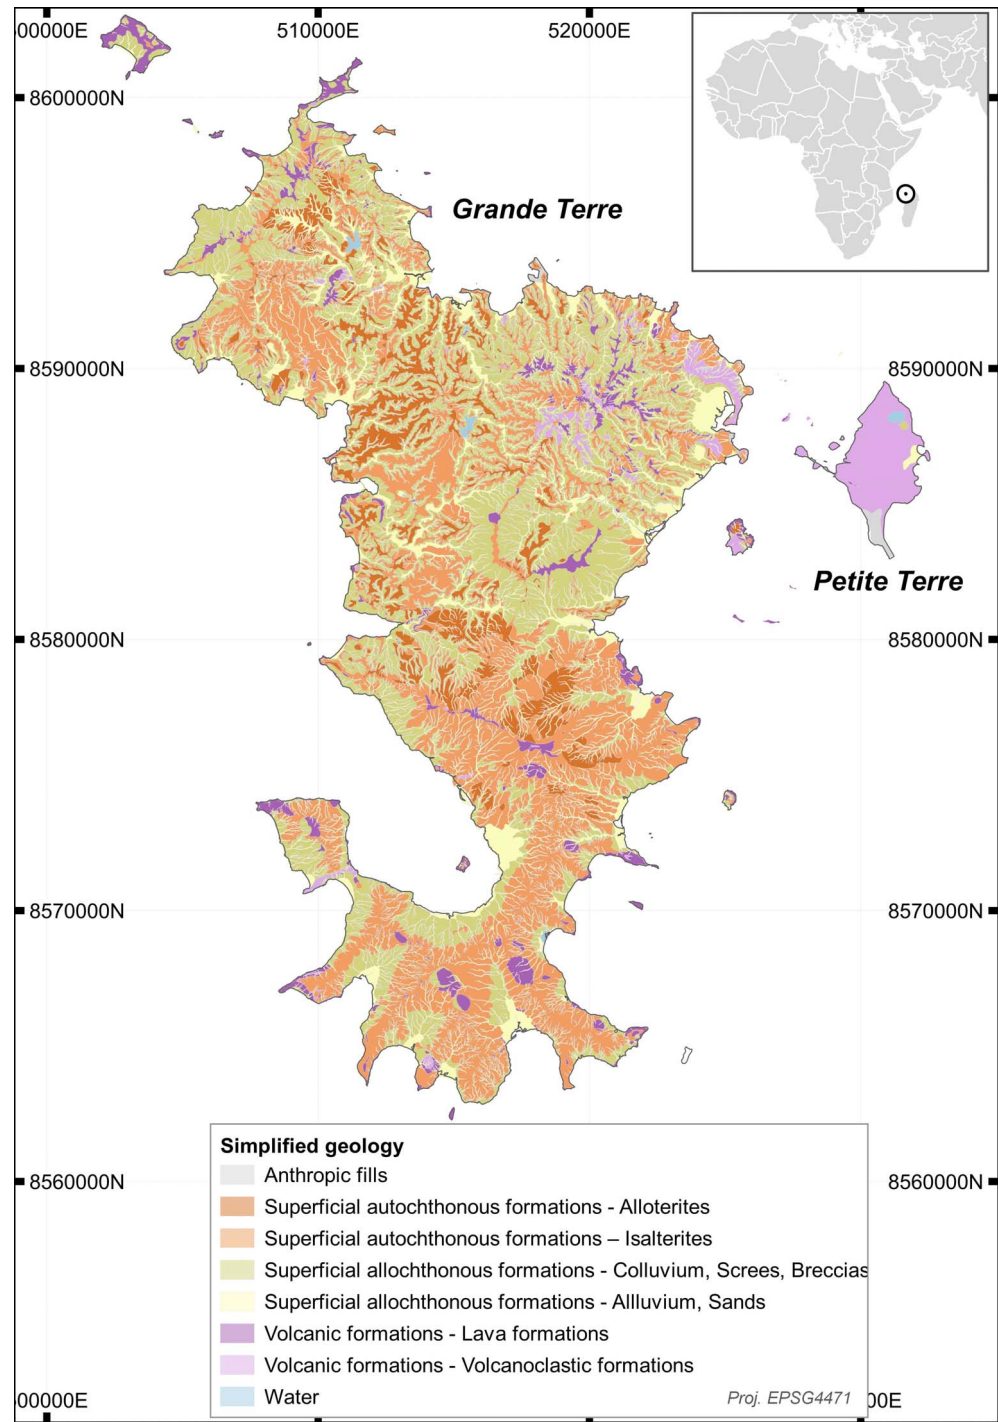 500000E 510000E 520000E
8600000N
Grande Terre
8590000N 8590000N
Petite Terre
8580000N 8580000N
8570000N 8570000N
Simplified geology
8560000N 8560000N
Anthropic fills
Superficial autochthonous formations - Alloterites
Superficial autochthonous formations – Isalterites
Superficial allochthonous formations - Colluvium, Screes, Breccias
Superficial allochthonous formations - Allluvium, Sands
Volcanic formations - Lava formations
Volcanic formations - Volcanoclastic formations
Water
Proj. EPSG4471
500000E 00E